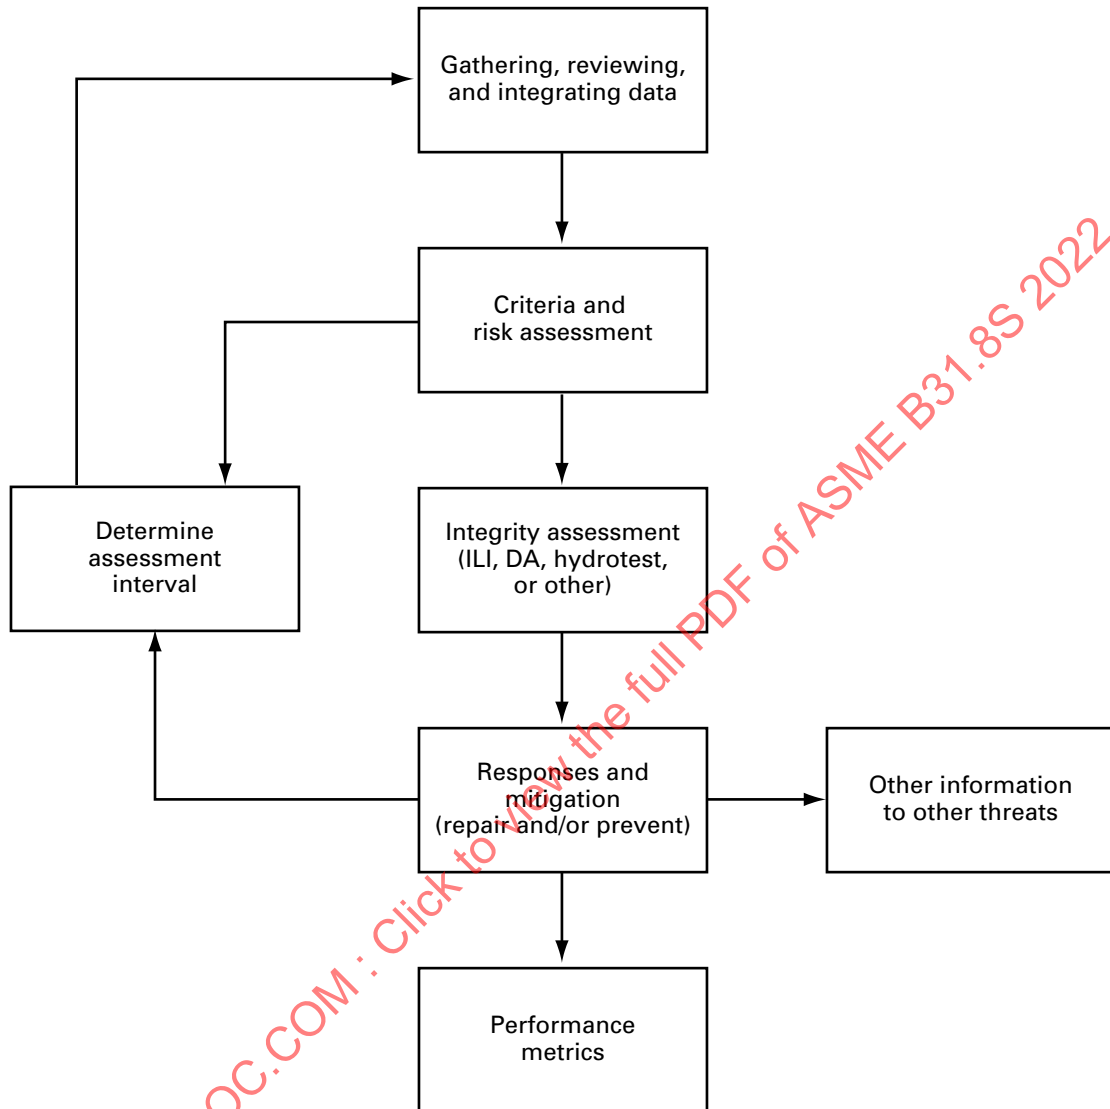 Gathering, reviewing,
and integrating data
Criteria and
risk assessment
Determine
assessment
interval
Integrity assessment
(ILI, DA, hydrotest,
or other)
Responses and
mitigation
(repair and/or prevent)
Other information
to other threats
Performance
metrics
OC.COM : Click to view the full PDF of ASME B31.8S 2022